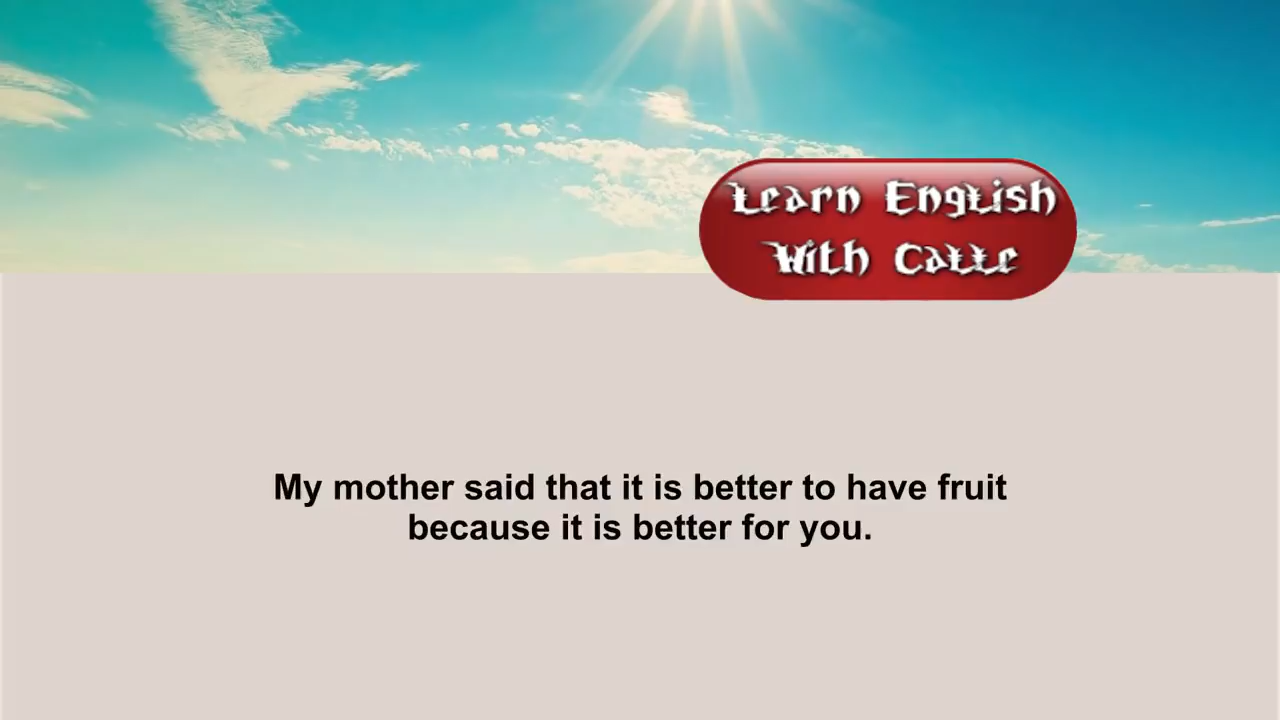 Learn English
With Catte
My mother said that it is better to have fruit
because it is better for you.